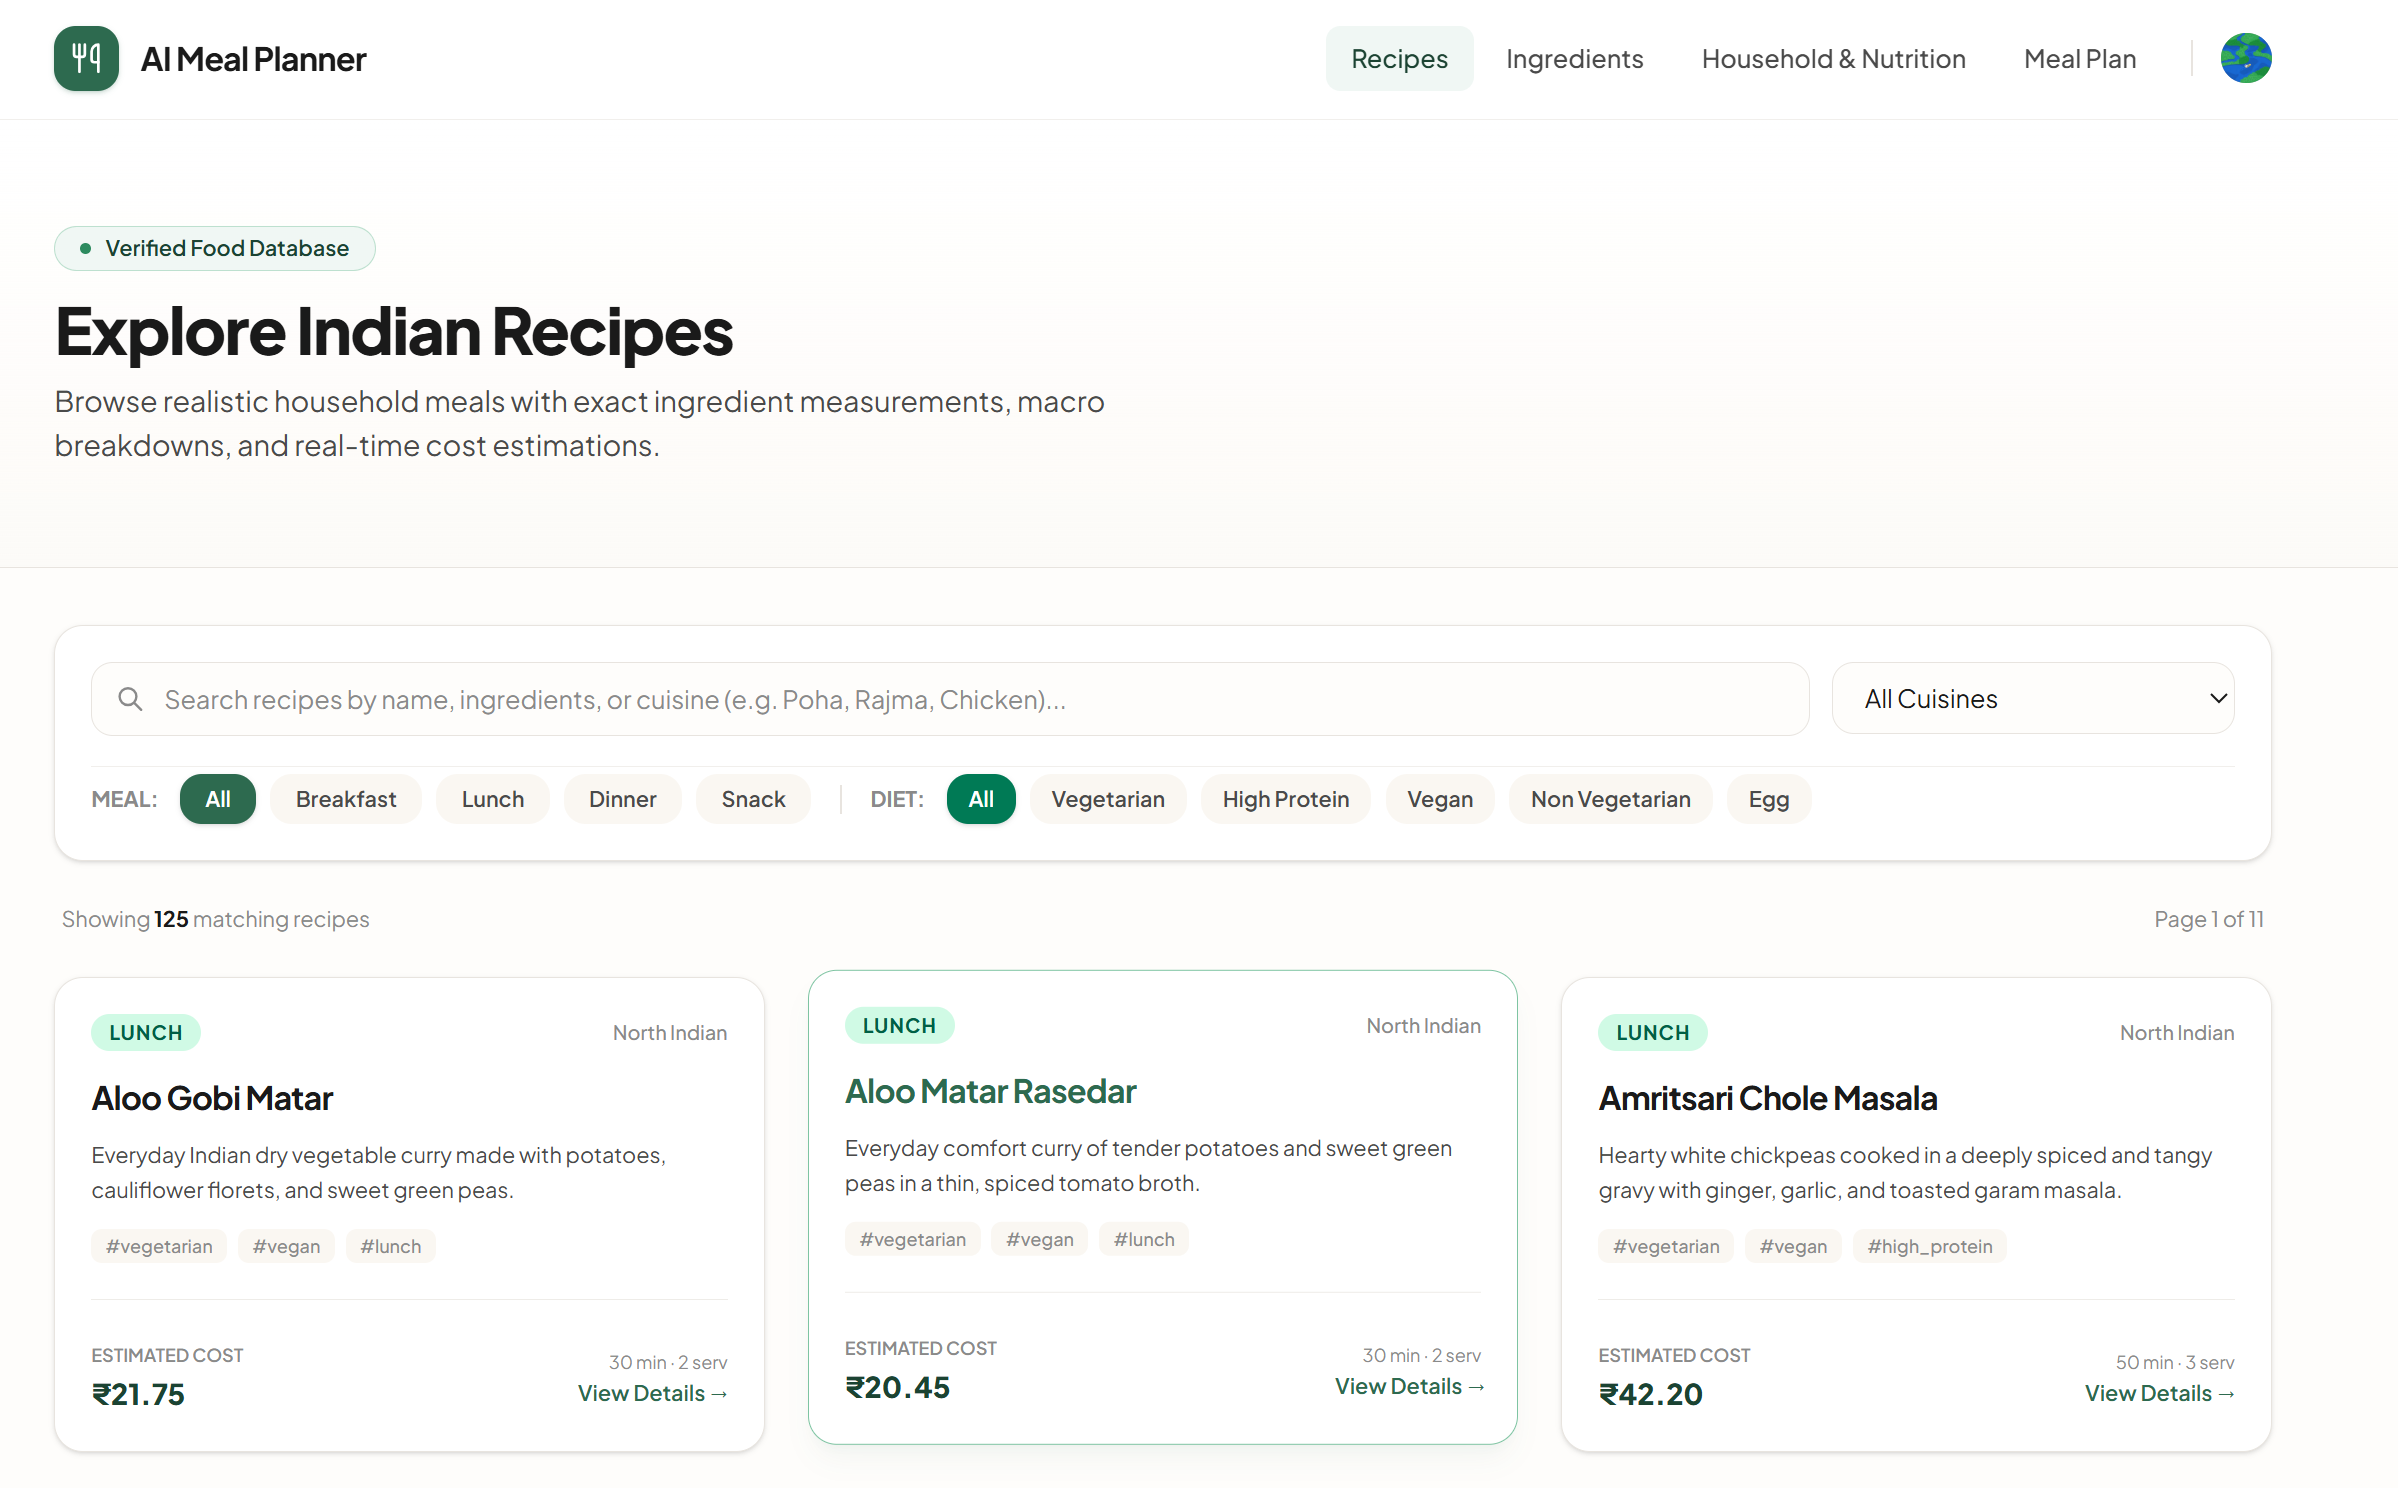 AI Meal Planner
Recipes
Ingredients
Household & Nutrition
Meal Plan
Verified Food Database
Explore Indian Recipes
Browse realistic household meals with exact ingredient measurements, macro
breakdowns, and real-time cost estimations.
Search recipes by name, ingredients, or cuisine (e.g. Poha, Rajma, Chicken)...
All Cuisines
MEAL: All Breakfast Lunch Dinner Snack DIET: All Vegetarian High Protein Vegan Non Vegetarian Egg
Showing 125 matching recipes
Page 1 of 11
LUNCH
North Indian
Aloo Gobi Matar
Everyday Indian dry vegetable curry made with potatoes,
cauliflower florets, and sweet green peas.
#vegetarian #vegan #lunch
ESTIMATED COST
₹21.75
30 min · 2 serv
View Details →
LUNCH
North Indian
Aloo Matar Rasedar
Everyday comfort curry of tender potatoes and sweet green
peas in a thin, spiced tomato broth.
#vegetarian #vegan #lunch
ESTIMATED COST
₹20.45
30 min · 2 serv
View Details →
LUNCH
North Indian
Amritsari Chole Masala
Hearty white chickpeas cooked in a deeply spiced and tangy
gravy with ginger, garlic, and toasted garam masala.
#vegetarian #vegan #high_protein
ESTIMATED COST
₹42.20
50 min · 3 serv
View Details →